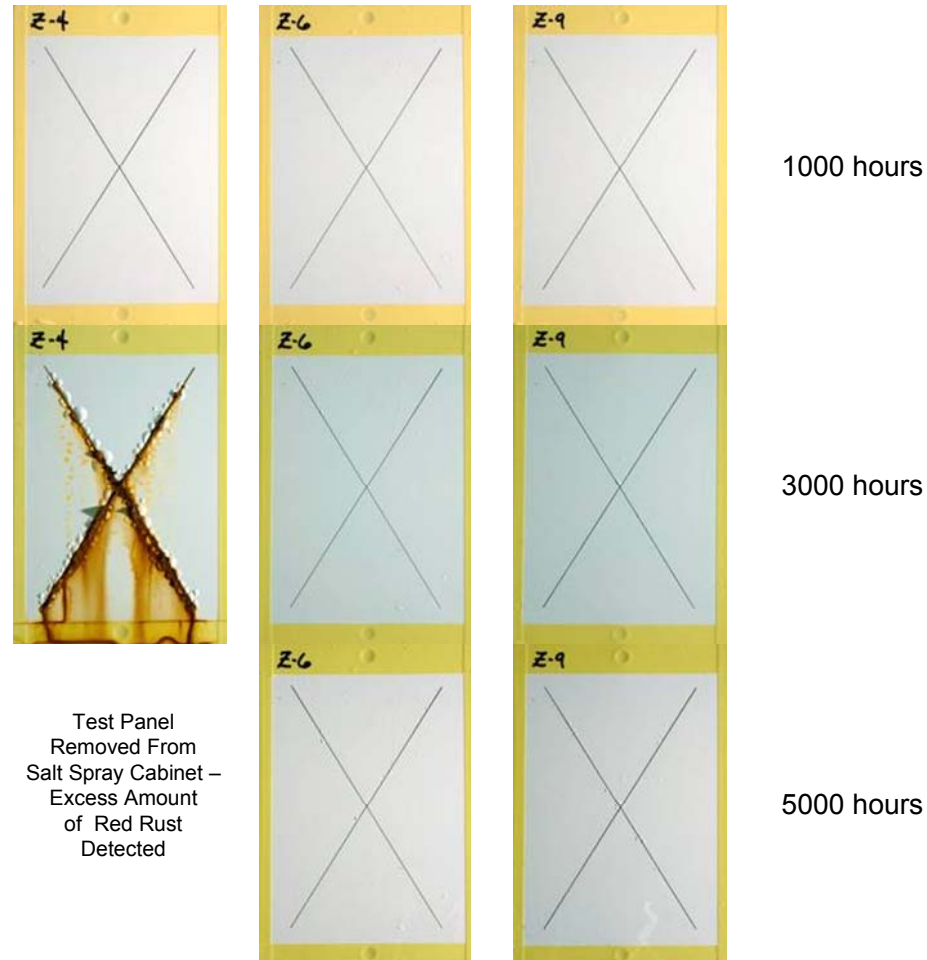 Z-4
Z-6
Z-9
1000 hours
Z-4
Z-6
Z-9
3000 hours
Z-6
Z-9
Test Panel
Removed From
Salt Spray Cabinet –
Excess Amount
of Red Rust
Detected
5000 hours